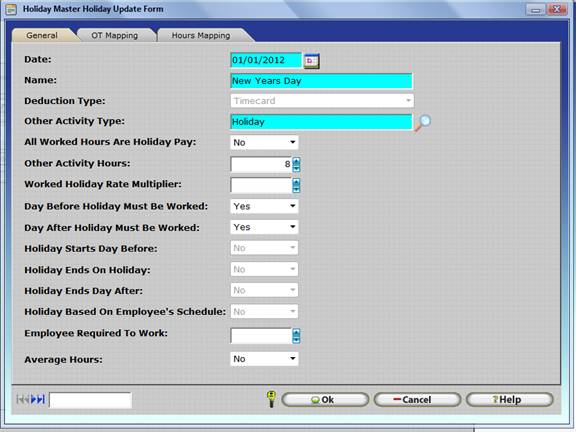 Holiday Master Holiday Update Form
General OT Mapping Hours Mapping
Date: 01/01/2012
Name: New Years Day
Deduction Type: Timecard
Other Activity Type: Holiday
All Worked Hours Are Holiday Pay: No
Other Activity Hours: 8
Worked Holiday Rate Multiplier:
Day Before Holiday Must Be Worked: Yes
Day After Holiday Must Be Worked: Yes
Holiday Starts Day Before: No
Holiday Ends On Holiday: No
Holiday Ends Day After: No
Holiday Based On Employee's Schedule: No
Employee Required To Work:
Average Hours: No
Ok Cancel ? Help